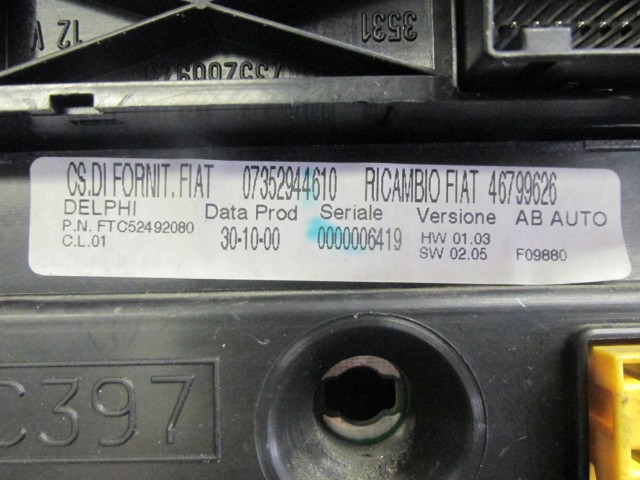 12 V
3531
CS.DI FORNIT. FIAT 07352944610 RICAMBIO FIAT 46799626
DELPHI Data Prod Seriale Versione AB AUTO
P.N. FTC52492080 30-10-00 0000006419 HW 01.03
C.L.01 SW 02.05 F09880
C397